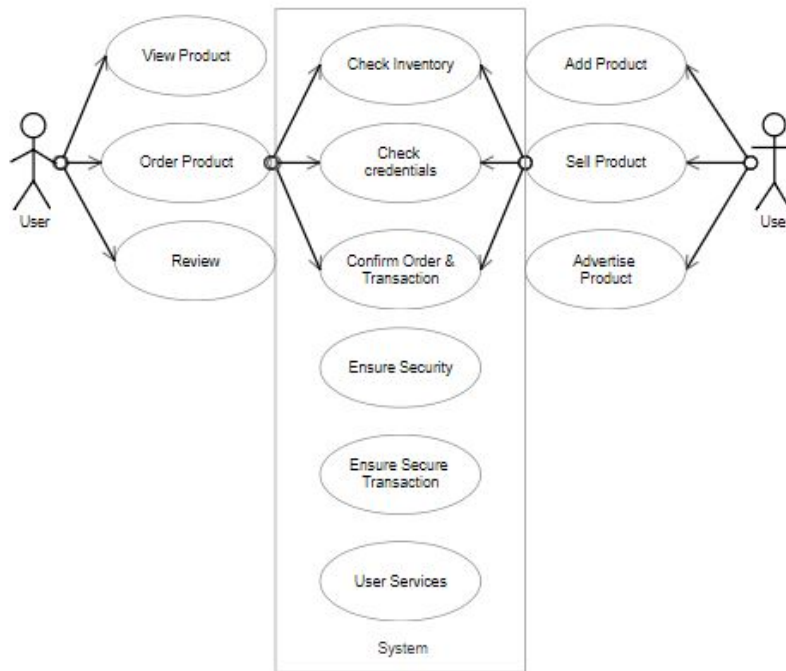 View Product
Check Inventory
Add Product
Order Product
Check
credentials
Sell Product
User
User
Review
Confirm Order &
Transaction
Advertise
Product
Ensure Security
Ensure Secure
Transaction
User Services
System